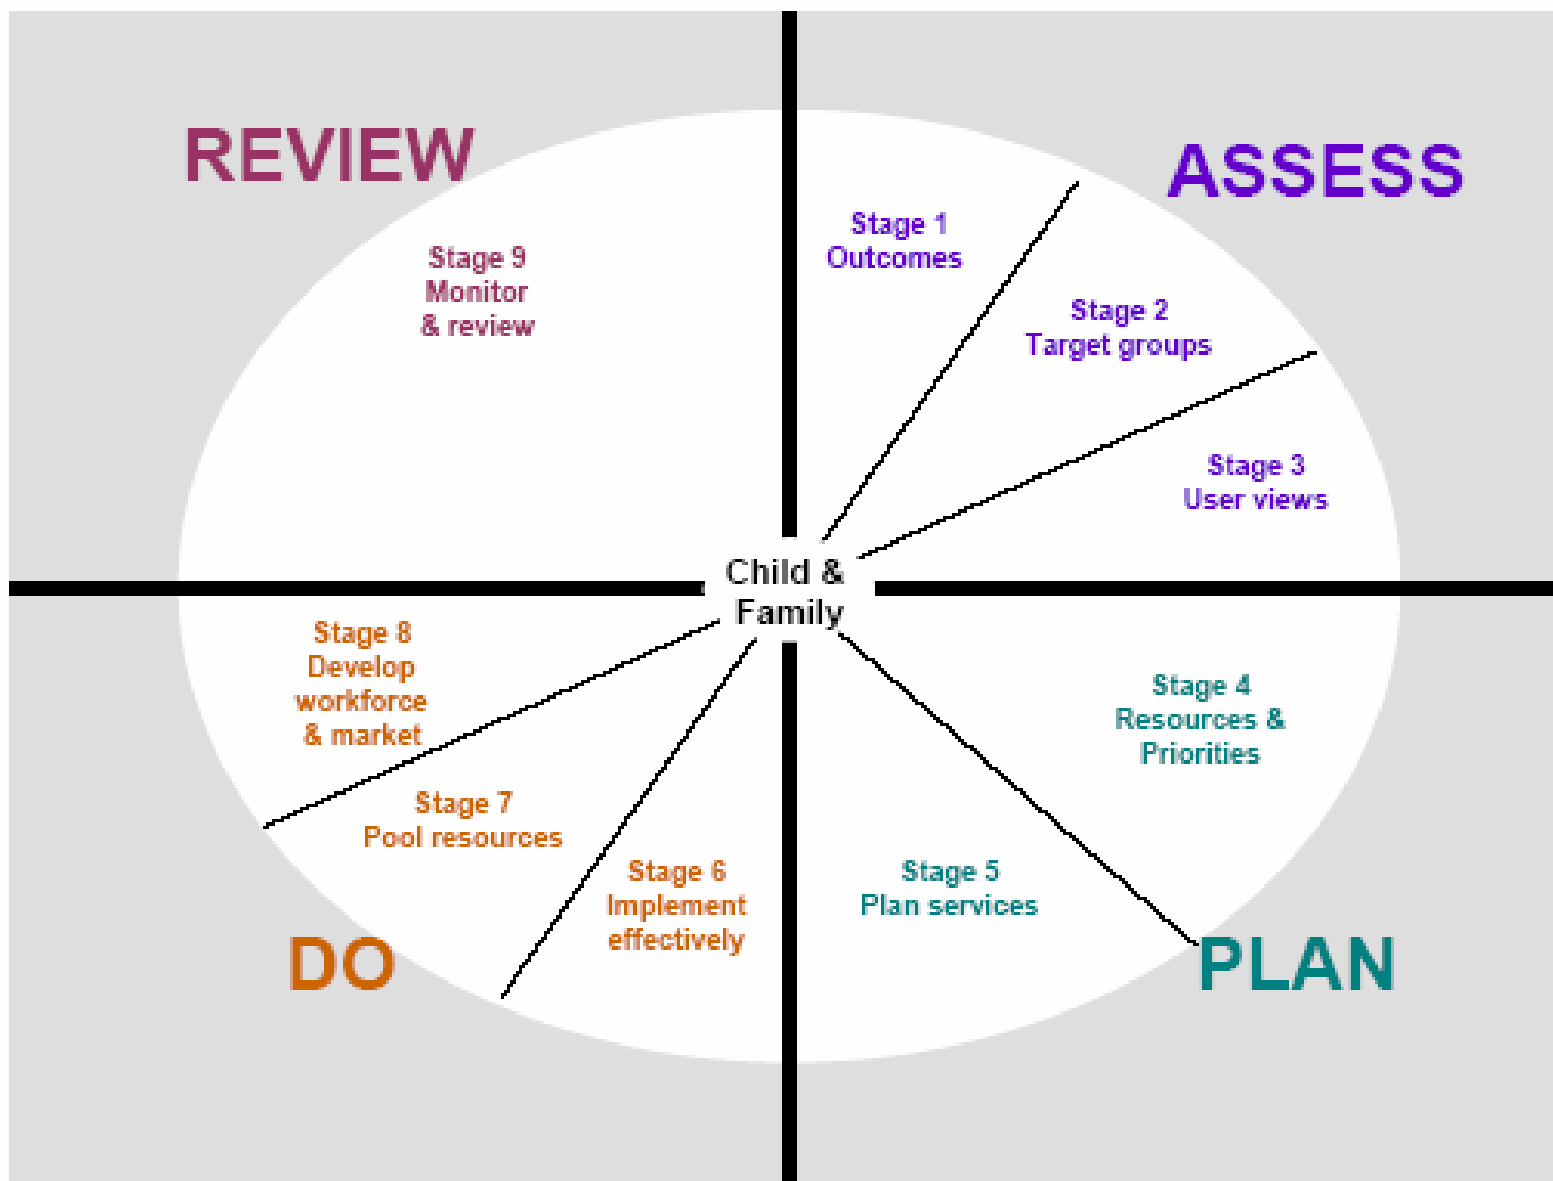 REVIEW
ASSESS
Stage 1
Outcomes
Stage 2
Target groups
Stage 3
User views
Stage 4
Resources &
Priorities
Stage 5
Plan services
PLAN
Stage 6
Implement
effectively
DO
Stage 7
Pool resources
Stage 8
Develop
workforce
& market
Stage 9
Monitor
& review
Child &
Family